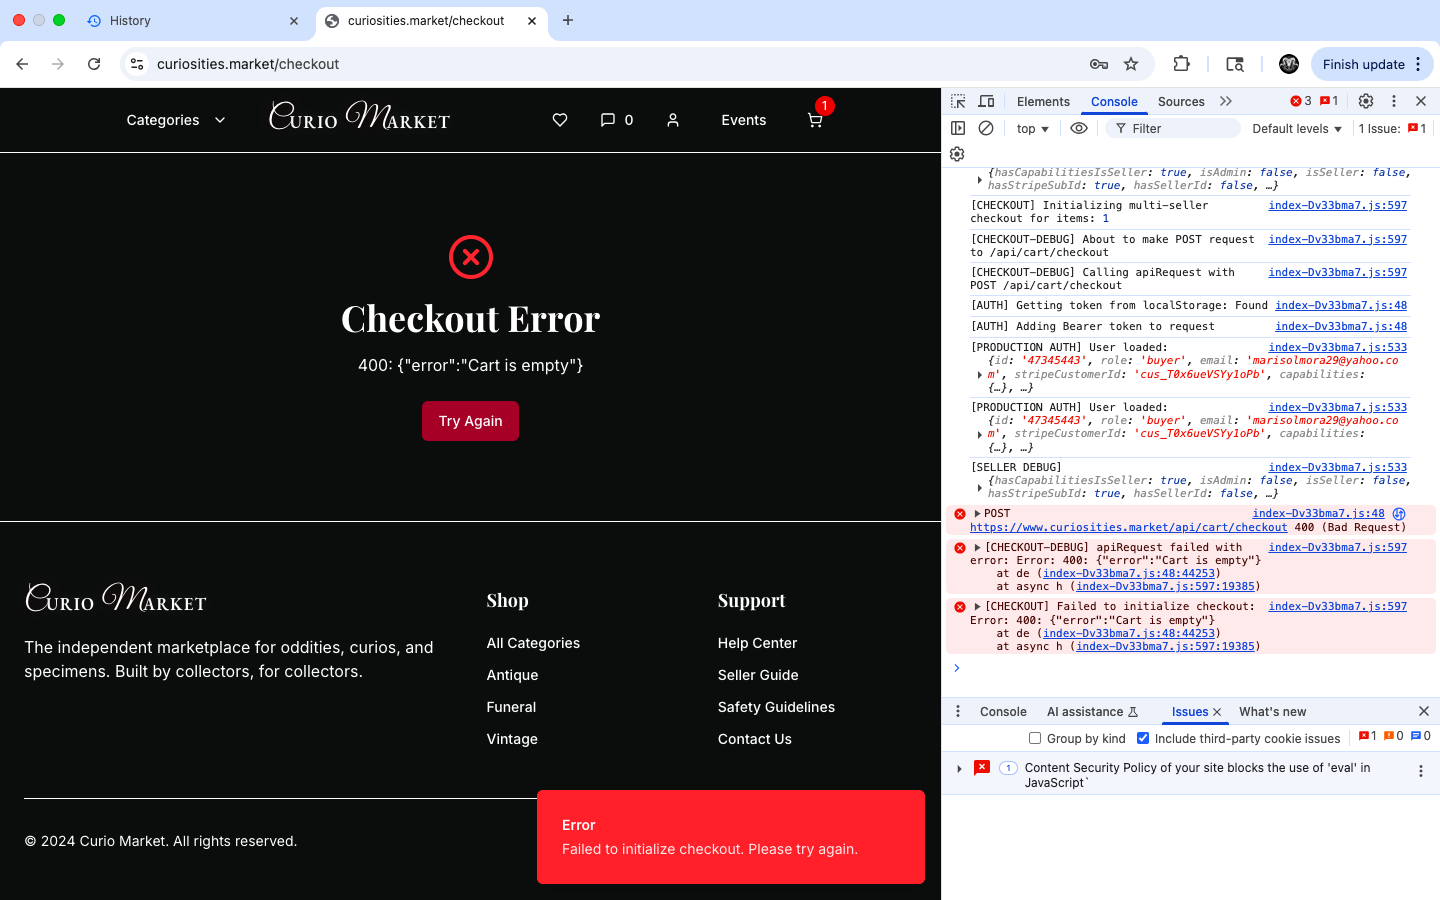 History
curiosities.market/checkout
curiosities.market/checkout
Finish update
Categories
Curio Market
0
Events
1
Checkout Error
400: {"error":"Cart is empty"}
Try Again
Curio Market
The independent marketplace for oddities, curios, and
specimens. Built by collectors, for collectors.
Shop
All Categories
Antique
Funeral
Vintage
Support
Help Center
Seller Guide
Safety Guidelines
Contact Us
© 2024 Curio Market. All rights reserved.
Error
Failed to initialize checkout. Please try again.
Elements
Console
Sources
3
1
top
Filter
Default levels
1 Issue:
1
{hasCapabilitiesIsSeller: true, isAdmin: false, isSeller: false,
hasStripeSubId: true, hasSellerId: false, …}
[CHECKOUT] Initializing multi-seller index-Dv33bma7.js:597
checkout for items: 1
[CHECKOUT-DEBUG] About to make POST request index-Dv33bma7.js:597
to /api/cart/checkout
[CHECKOUT-DEBUG] Calling apiRequest with index-Dv33bma7.js:597
POST /api/cart/checkout
[AUTH] Getting token from localStorage: Found index-Dv33bma7.js:48
[AUTH] Adding Bearer token to request index-Dv33bma7.js:48
[PRODUCTION AUTH] User loaded: index-Dv33bma7.js:533
{id: '47345443', role: 'buyer', email: 'marisolmora29@yahoo.co
m', stripeCustomerId: 'cus_T0x6ueVSYy1oPb', capabilities:
{…}, …}
[PRODUCTION AUTH] User loaded: index-Dv33bma7.js:533
{id: '47345443', role: 'buyer', email: 'marisolmora29@yahoo.co
m', stripeCustomerId: 'cus_T0x6ueVSYy1oPb', capabilities:
{…}, …}
[SELLER DEBUG] index-Dv33bma7.js:533
{hasCapabilitiesIsSeller: true, isAdmin: false, isSeller: false,
hasStripeSubId: true, hasSellerId: false, …}
POST index-Dv33bma7.js:48
https://www.curiosities.market/api/cart/checkout 400 (Bad Request)
[CHECKOUT-DEBUG] apiRequest failed with index-Dv33bma7.js:597
error: Error: 400: {"error":"Cart is empty"}
at de (index-Dv33bma7.js:48:44253)
at async h (index-Dv33bma7.js:597:19385)
[CHECKOUT] Failed to initialize checkout: index-Dv33bma7.js:597
Error: 400: {"error":"Cart is empty"}
at de (index-Dv33bma7.js:48:44253)
at async h (index-Dv33bma7.js:597:19385)
Console
AI assistance
Issues
What's new
Group by kind
Include third-party cookie issues
1
0
0
1
Content Security Policy of your site blocks the use of 'eval' in
JavaScript`